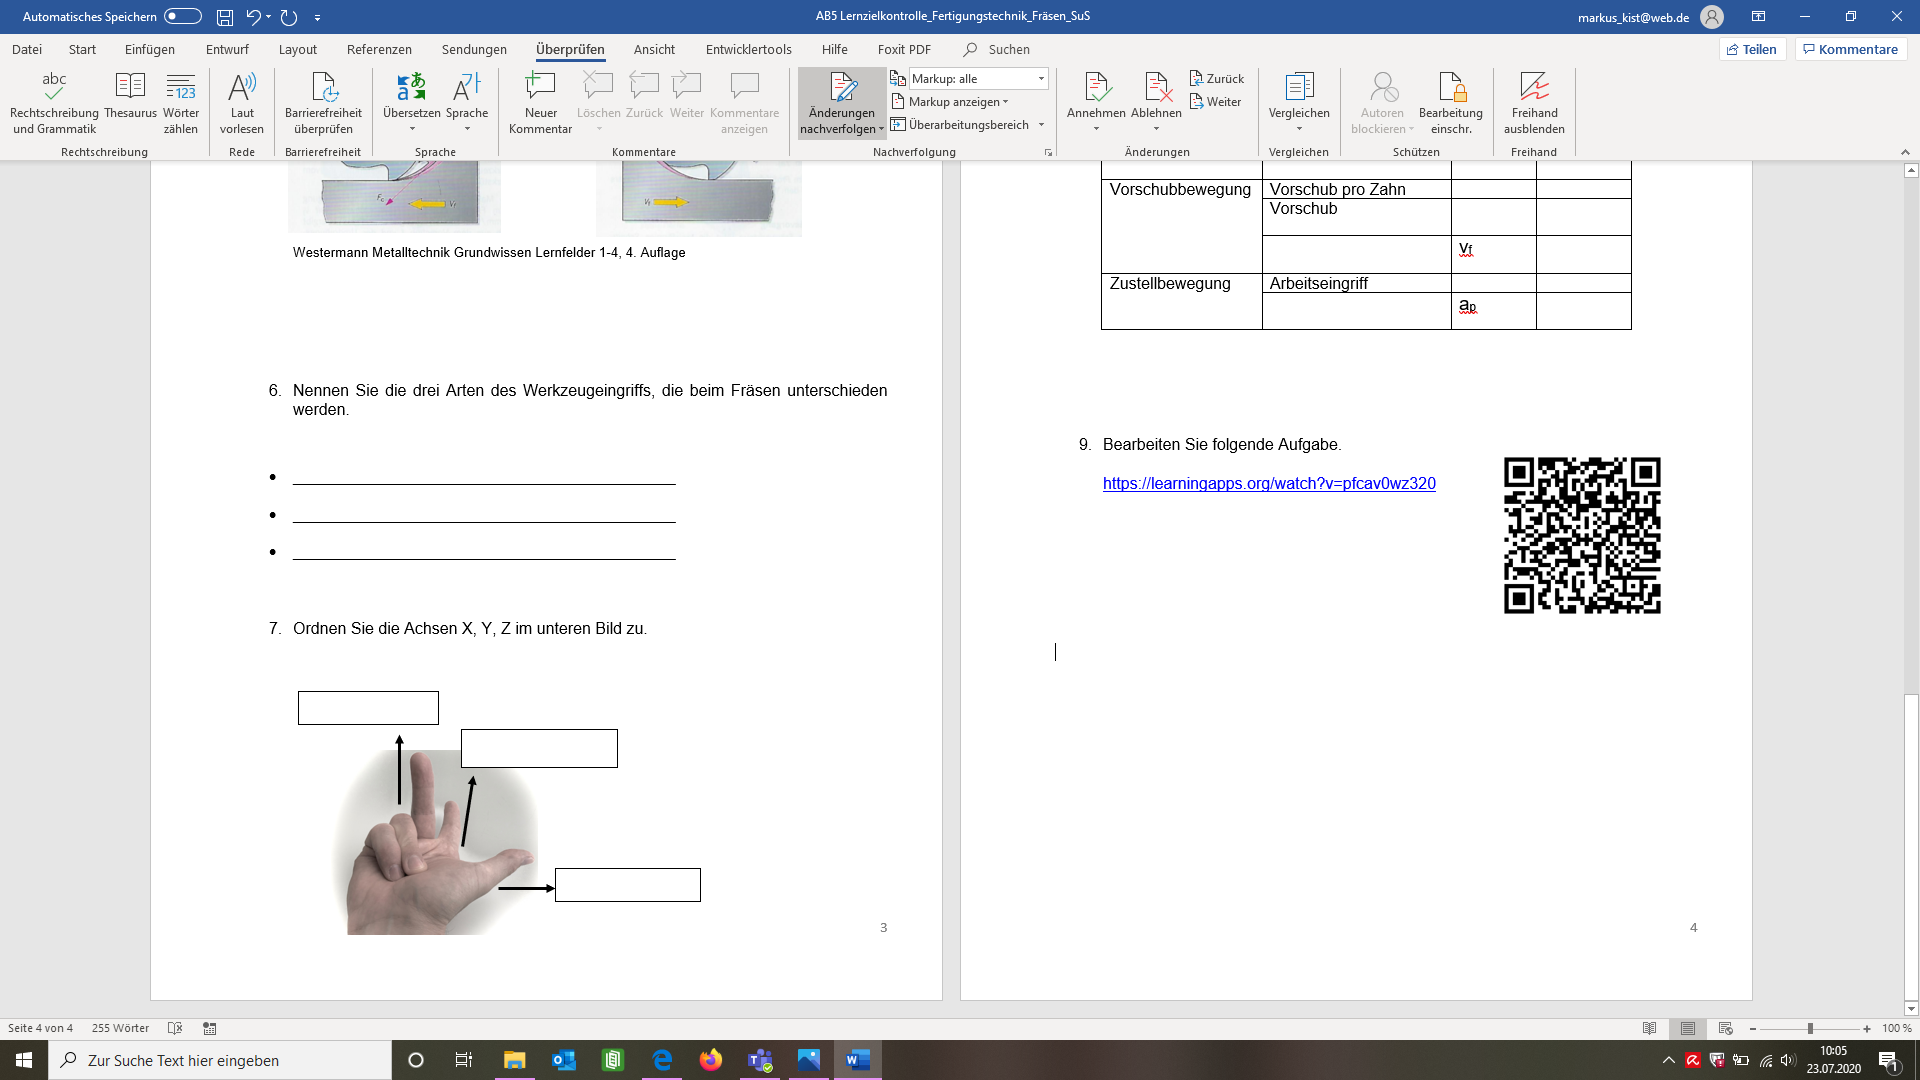 Automatisches Speichern
AB5 Lernzielkontrolle_Fertigungstechnik_Fräsen_SuS
markus_kist@web.de
Datei Start Einfügen Entwurf Layout Referenzen Sendungen Überprüfen Ansicht Entwicklertools Hilfe Foxit PDF Suchen Teilen Kommentare
Rechtschreibung und Grammatik
Thesaurus
Wörter zählen
Rechtschreibung
Laut vorlesen
Rede
Barrierefreiheit überprüfen
Barrierefreiheit
Übersetzen
Sprache
Sprache
Neuer Kommentar
Löschen
Zurück
Weiter
Kommentare anzeigen
Kommentare
Änderungen nachverfolgen
Markup: alle
Markup anzeigen
Überarbeitungsbereich
Nachverfolgung
Annehmen
Ablehnen
Zurück
Weiter
Änderungen
Vergleichen
Vergleichen
Autoren blockieren
Bearbeitung einschr.
Schützen
Freihand ausblenden
Freihand
Westermann Metalltechnik Grundwissen Lernfelder 1-4, 4. Auflage
6. Nennen Sie die drei Arten des Werkzeugeingriffs, die beim Fräsen unterschieden
werden.
7. Ordnen Sie die Achsen X, Y, Z im unteren Bild zu.
3
Vorschubbewegung Vorschub pro Zahn
Vorschub
vf
Zustellbewegung Arbeitseingriff
ap
9. Bearbeiten Sie folgende Aufgabe.
https://learningapps.org/watch?v=pfcav0wz320
4
Seite 4 von 4 255 Wörter
100 %
Zur Suche Text hier eingeben
10:05
23.07.2020